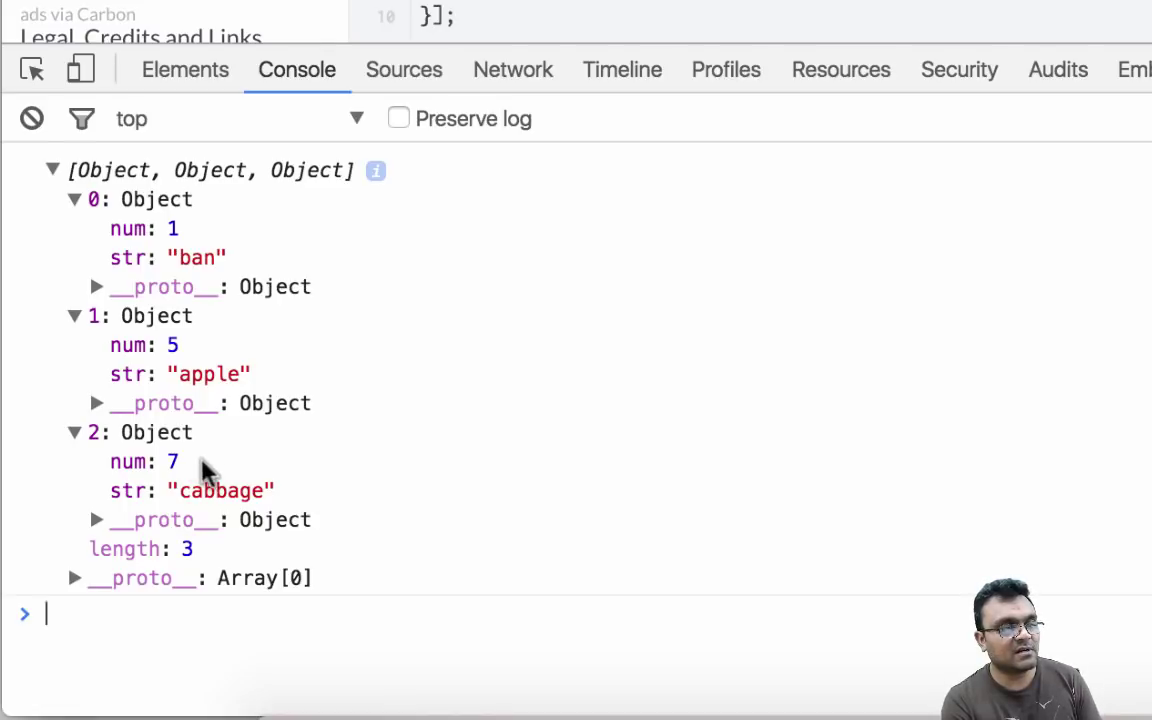 ads via Carbon
Legal, Credits and Links
10 }];
Elements Console Sources Network Timeline Profiles Resources Security Audits Emb
top Preserve log
[Object, Object, Object] i
0: Object
num: 1
str: "ban"
__proto__: Object
1: Object
num: 5
str: "apple"
__proto__: Object
2: Object
num: 7
str: "cabbage"
__proto__: Object
length: 3
__proto__: Array[0]
>